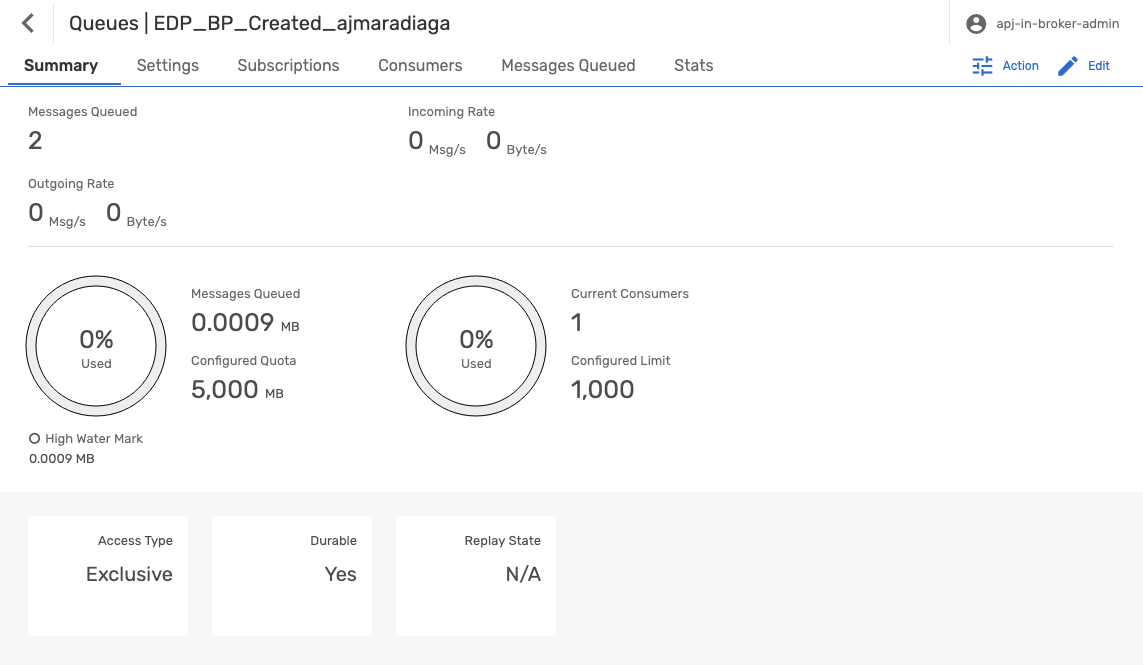 Queues | EDP_BP_Created_ajmaradiaga
apj-in-broker-admin
Summary Settings Subscriptions Consumers Messages Queued Stats
Action Edit
Messages Queued
2
Incoming Rate
0 Msg/s 0 Byte/s
Outgoing Rate
0 Msg/s 0 Byte/s
0%
Used
Messages Queued
0.0009 MB
Configured Quota
5,000 MB
High Water Mark
0.0009 MB
0%
Used
Current Consumers
1
Configured Limit
1,000
Access Type
Exclusive
Durable
Yes
Replay State
N/A